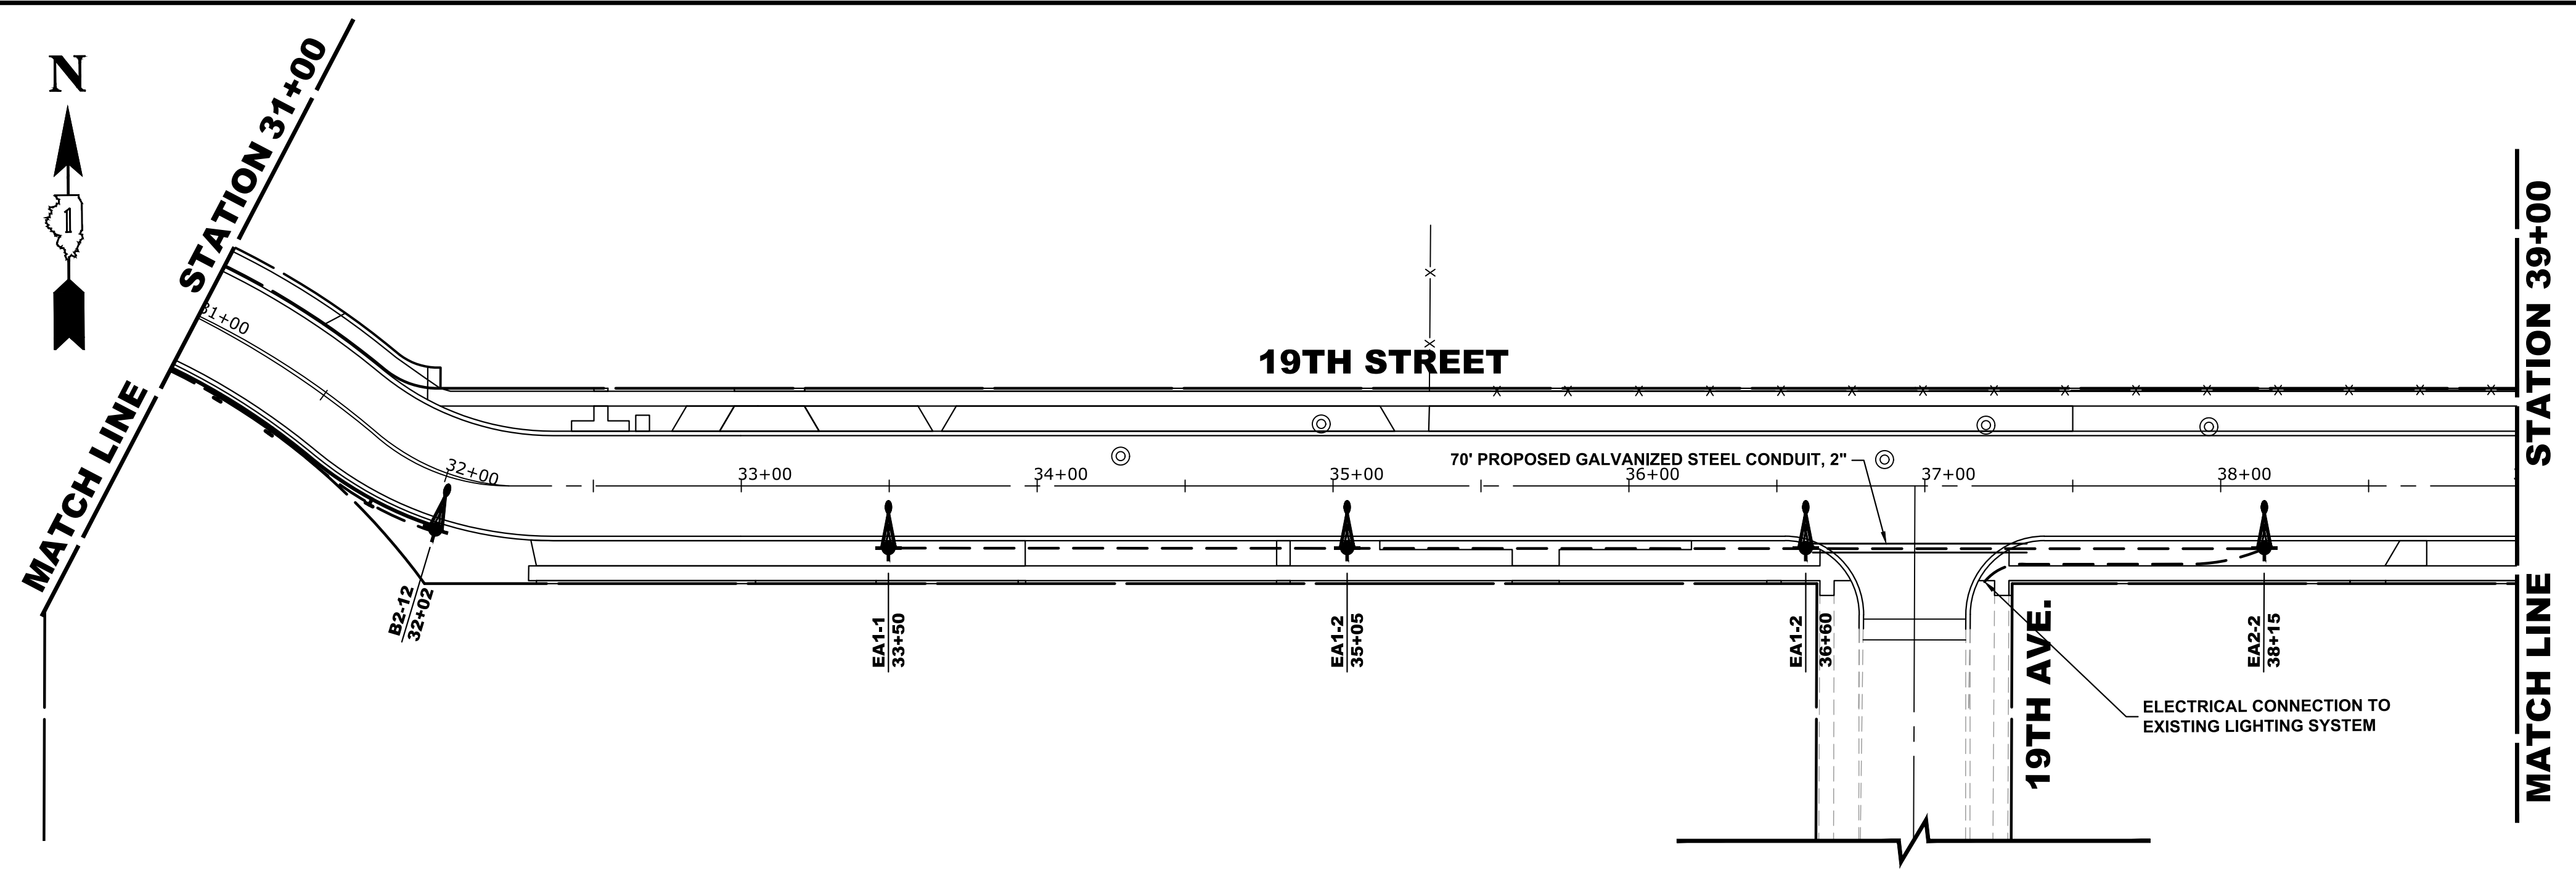 N
1
STATION 31+00
MATCH LINE
31+00
32+00
19TH STREET
70' PROPOSED GALVANIZED STEEL CONDUIT, 2"
33+00
34+00
35+00
36+00
37+00
38+00
X
X
X X X X X X X X X X X X X X X
B2-12
32+02
EA1-1
33+50
EA1-2
35+05
EA1-2
36+60
19TH AVE.
EA2-2
38+15
ELECTRICAL CONNECTION TO
EXISTING LIGHTING SYSTEM
STATION 39+00
MATCH LINE